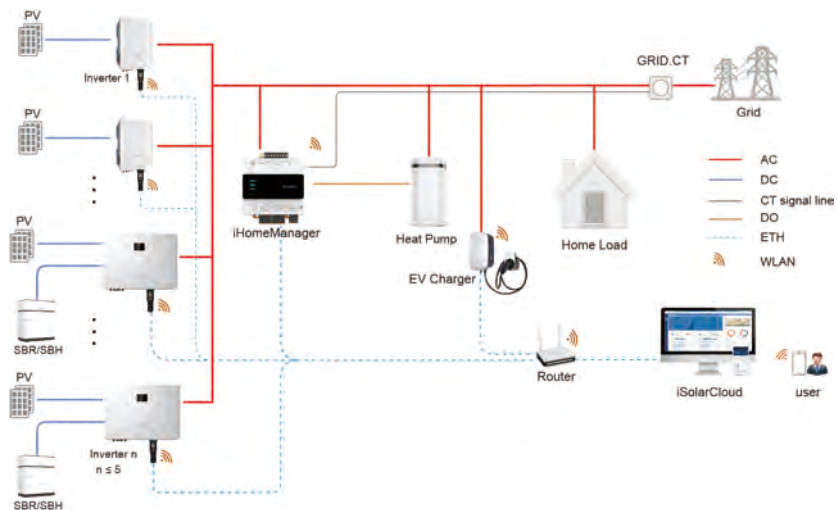 PV
Inverter 1
PV
PV
SBR/SBH
PV
Inverter n
n ≤ 5
SBR/SBH
iHomeManager
Heat Pump
EV Charger
Home Load
GRID.CT
Grid
AC
DC
CT signal line
DO
ETH
WLAN
Router
iSolarCloud
user